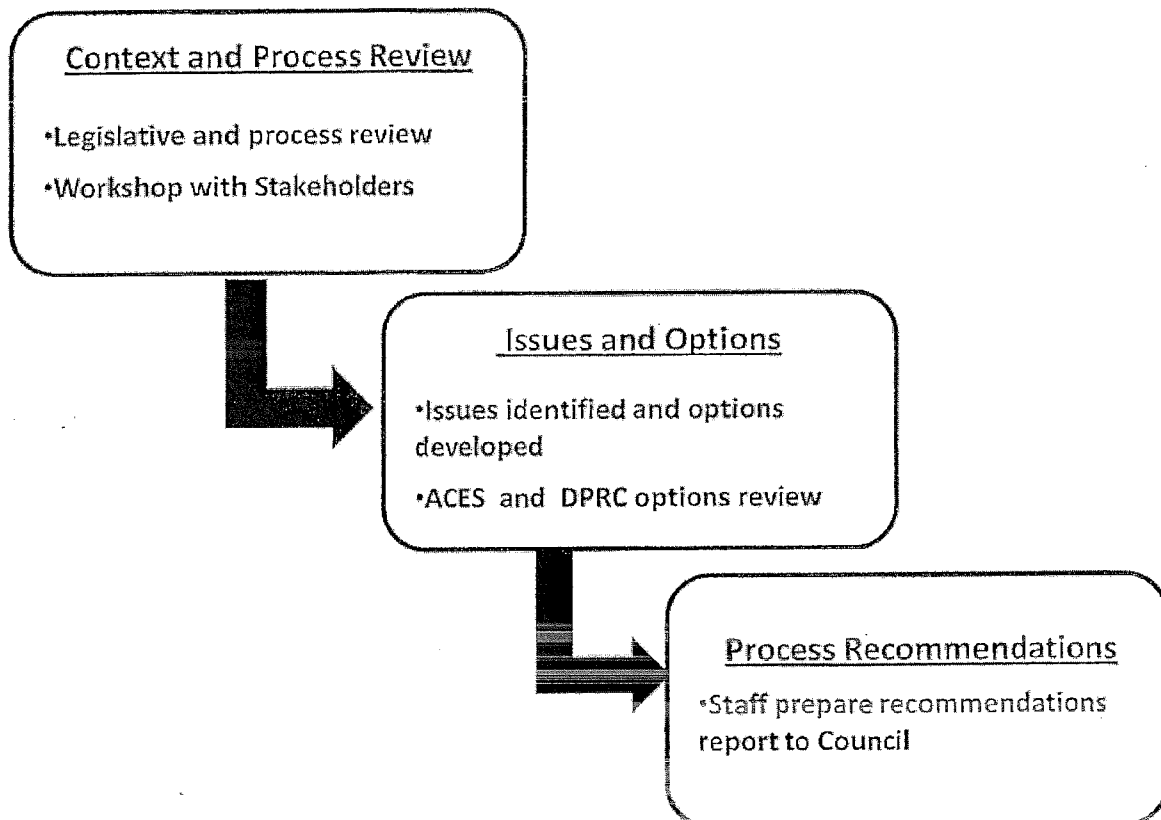 Context and Process Review
•Legislative and process review
•Workshop with Stakeholders
Issues and Options
•Issues identified and options
developed
•ACES and DPRC options review
Process Recommendations
•Staff prepare recommendations
report to Council